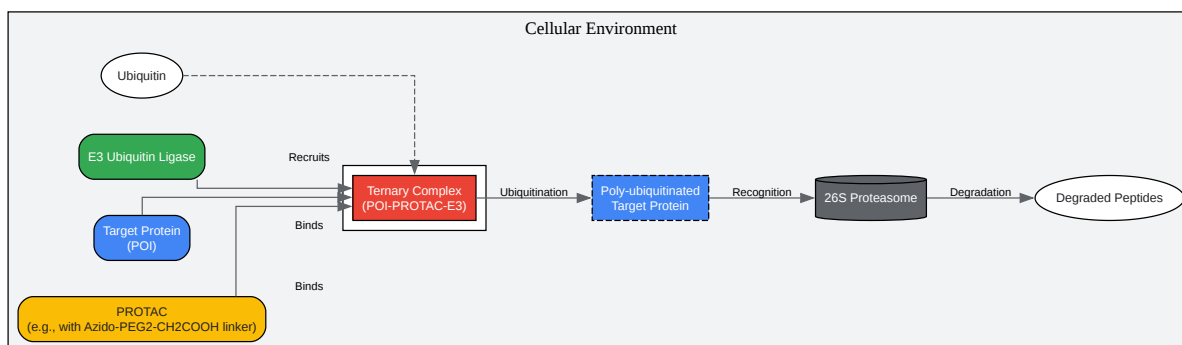 Cellular Environment
Ubiquitin
E3 Ubiquitin Ligase
Recruits
Ternary Complex
(POI-PROTAC-E3)
Ubiquitination
Poly-ubiquitinated
Target Protein
Recognition
26S Proteasome
Degradation
Degraded Peptides
Target Protein
(POI)
Binds
Binds
PROTAC
(e.g., with Azido-PEG2-CH2COOH linker)